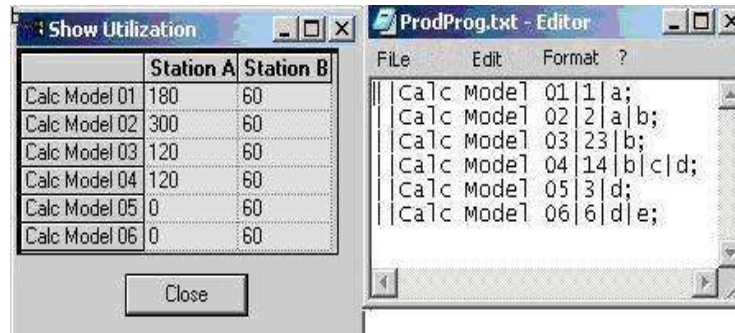 Show Utilization
Station A Station B
Calc Model 01 180 60
Calc Model 02 300 60
Calc Model 03 120 60
Calc Model 04 120 60
Calc Model 05 0 60
Calc Model 06 0 60
Close
ProdProg.txt - Editor
File Edit Format ?
||Calc Model 01|1|a;
||Calc Model 02|2|a|b;
||Calc Model 03|23|b;
||Calc Model 04|14|b|c|d;
||Calc Model 05|3|d;
||Calc Model 06|6|d|e;